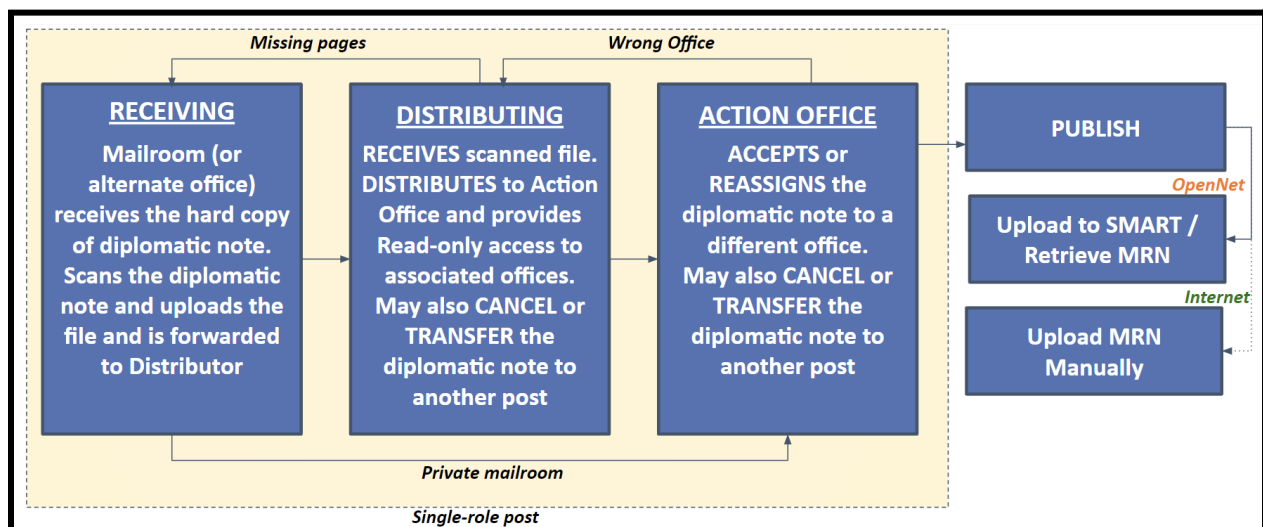 Missing pages
Wrong Office
RECEIVING
Mailroom (or
alternate office)
receives the hard copy
of diplomatic note.
Scans the diplomatic
note and uploads the
file and is forwarded
to Distributor
DISTRIBUTING
RECEIVES scanned file.
DISTRIBUTES to Action
Office and provides
Read-only access to
associated offices.
May also CANCEL or
TRANSFER the
diplomatic note to
another post
ACTION OFFICE
ACCEPTS or
REASSIGNS the
diplomatic note to a
different office.
May also CANCEL or
TRANSFER the
diplomatic note to
another post
PUBLISH
OpenNet
Upload to SMART /
Retrieve MRN
Internet
Upload MRN
Manually
Private mailroom
Single-role post